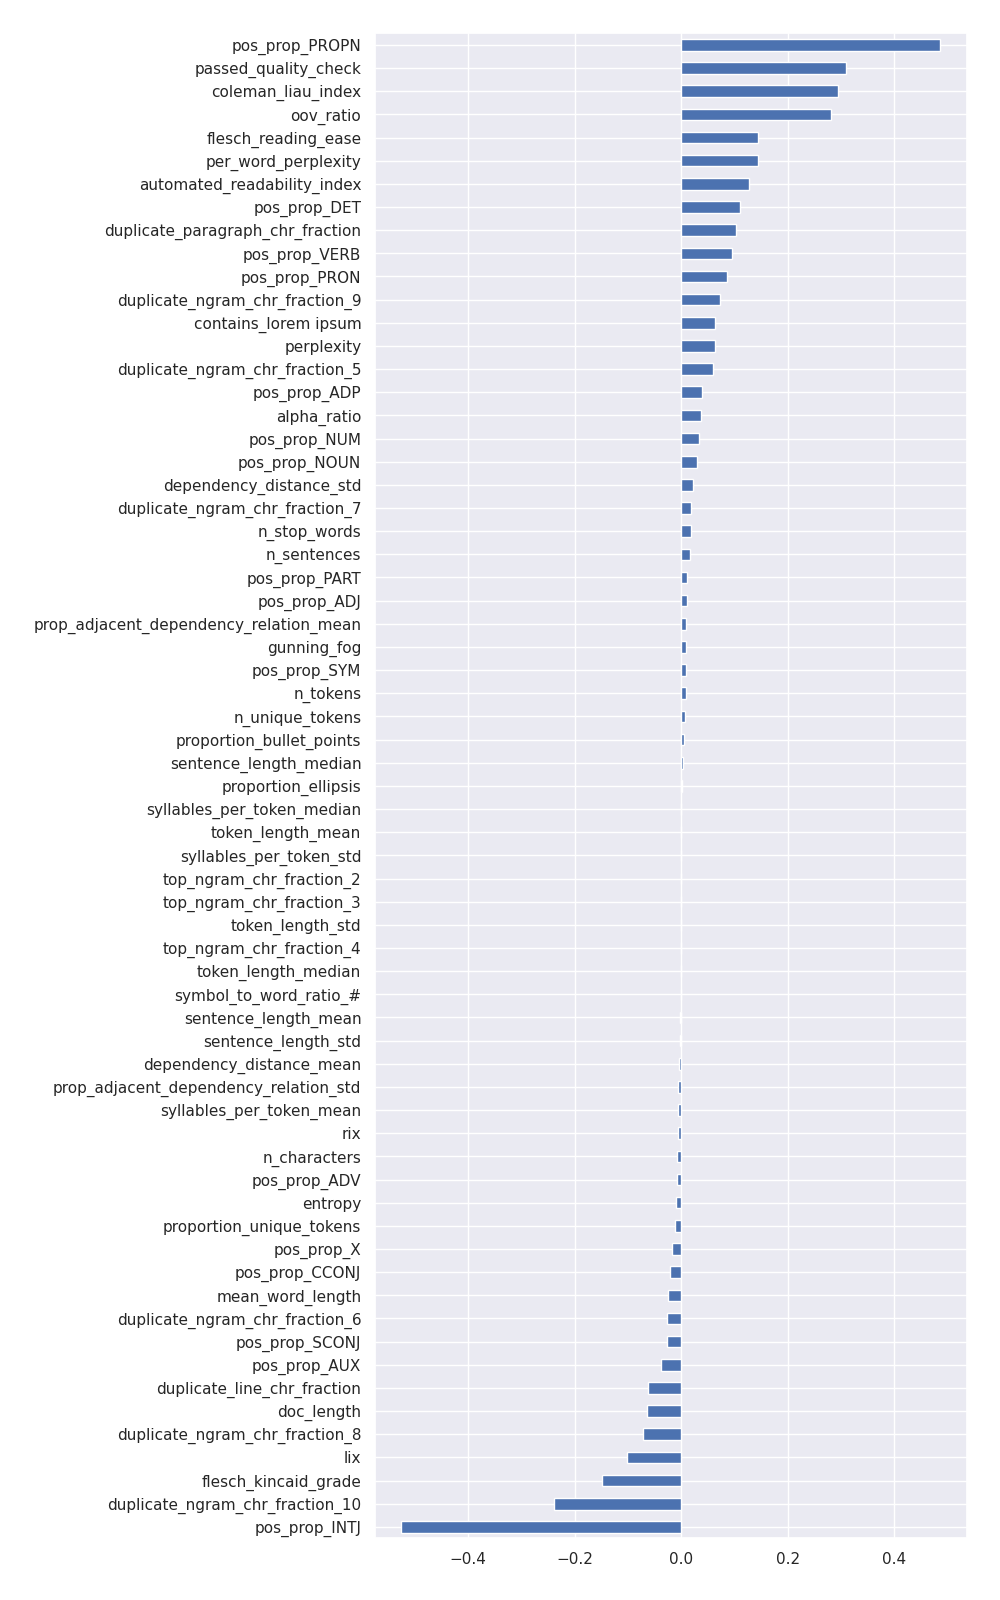 pos_prop_PROPN
passed_quality_check
coleman_liau_index
oov_ratio
flesch_reading_ease
per_word_perplexity
automated_readability_index
pos_prop_DET
duplicate_paragraph_chr_fraction
pos_prop_VERB
pos_prop_PRON
duplicate_ngram_chr_fraction_9
contains_lorem ipsum
perplexity
duplicate_ngram_chr_fraction_5
pos_prop_ADP
alpha_ratio
pos_prop_NUM
pos_prop_NOUN
dependency_distance_std
duplicate_ngram_chr_fraction_7
n_stop_words
n_sentences
pos_prop_PART
pos_prop_ADJ
prop_adjacent_dependency_relation_mean
gunning_fog
pos_prop_SYM
n_tokens
n_unique_tokens
proportion_bullet_points
sentence_length_median
proportion_ellipsis
syllables_per_token_median
token_length_mean
syllables_per_token_std
top_ngram_chr_fraction_2
top_ngram_chr_fraction_3
token_length_std
top_ngram_chr_fraction_4
token_length_median
symbol_to_word_ratio_#
sentence_length_mean
sentence_length_std
dependency_distance_mean
prop_adjacent_dependency_relation_std
syllables_per_token_mean
rix
n_characters
pos_prop_ADV
entropy
proportion_unique_tokens
pos_prop_X
pos_prop_CCONJ
mean_word_length
duplicate_ngram_chr_fraction_6
pos_prop_SCONJ
pos_prop_AUX
duplicate_line_chr_fraction
doc_length
duplicate_ngram_chr_fraction_8
lix
flesch_kincaid_grade
duplicate_ngram_chr_fraction_10
pos_prop_INTJ
−0.4 −0.2 0.0 0.2 0.4